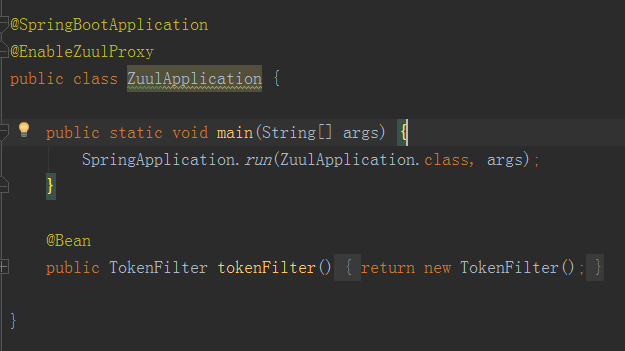 @SpringBootApplication
@EnableZuulProxy
public class ZuulApplication {
public static void main(String[] args) {
SpringApplication.run(ZuulApplication.class, args);
}
@Bean
public TokenFilter tokenFilter() { return new TokenFilter(); }
}